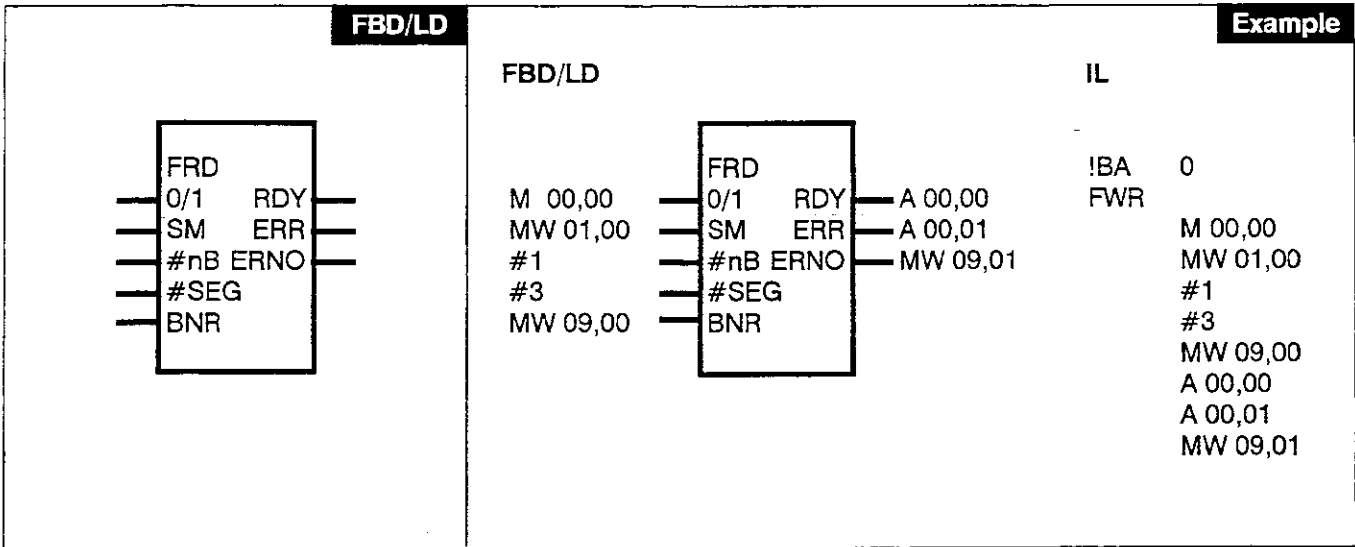 FBD/LD
FRD
0/1 RDY
SM ERR
#nB ERNO
#SEG
BNR
Example
FBD/LD
FRD
M 00,00 0/1 RDY A 00,00
MW 01,00 SM ERR A 00,01
#1 #nB ERNO MW 09,01
#3 #SEG
MW 09,00 BNR
IL
!BA 0
FWR
M 00,00
MW 01,00
#1
#3
MW 09,00
A 00,00
A 00,01
MW 09,01